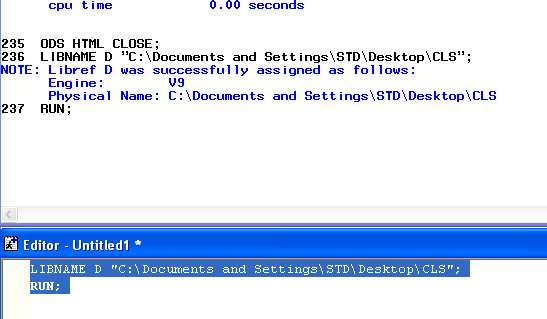 cpu time 0.00 seconds
235 ODS HTML CLOSE;
236 LIBNAME D "C:\Documents and Settings\STD\Desktop\CLS";
NOTE: Libref D was successfully assigned as follows:
Engine: V9
Physical Name: C:\Documents and Settings\STD\Desktop\CLS
237 RUN;
Editor - Untitled1 *
LIBNAME D "C:\Documents and Settings\STD\Desktop\CLS";
RUN;